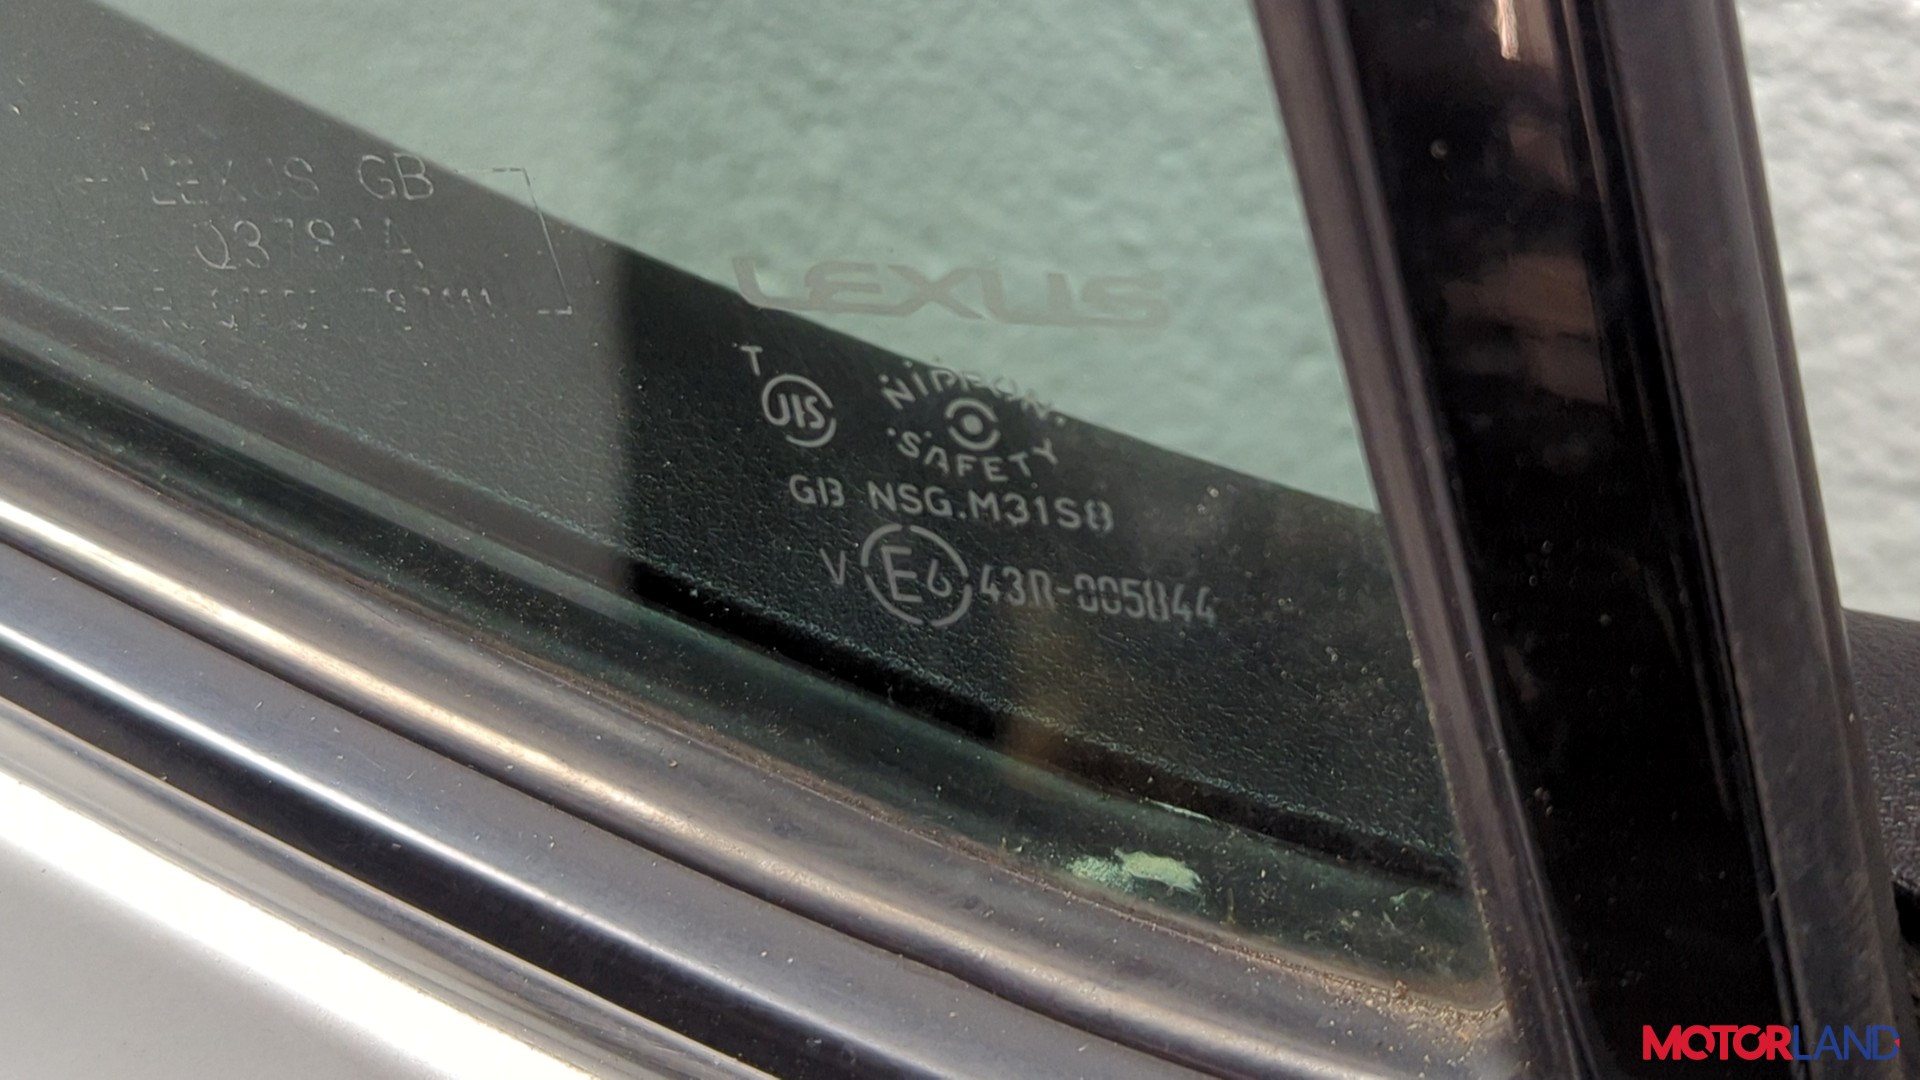 LEXUS GB
LEXUS
T
JIS
NIPPON
SAFETY
GB NSG.M31S8
V E6 43R-005844
MOTORLAND